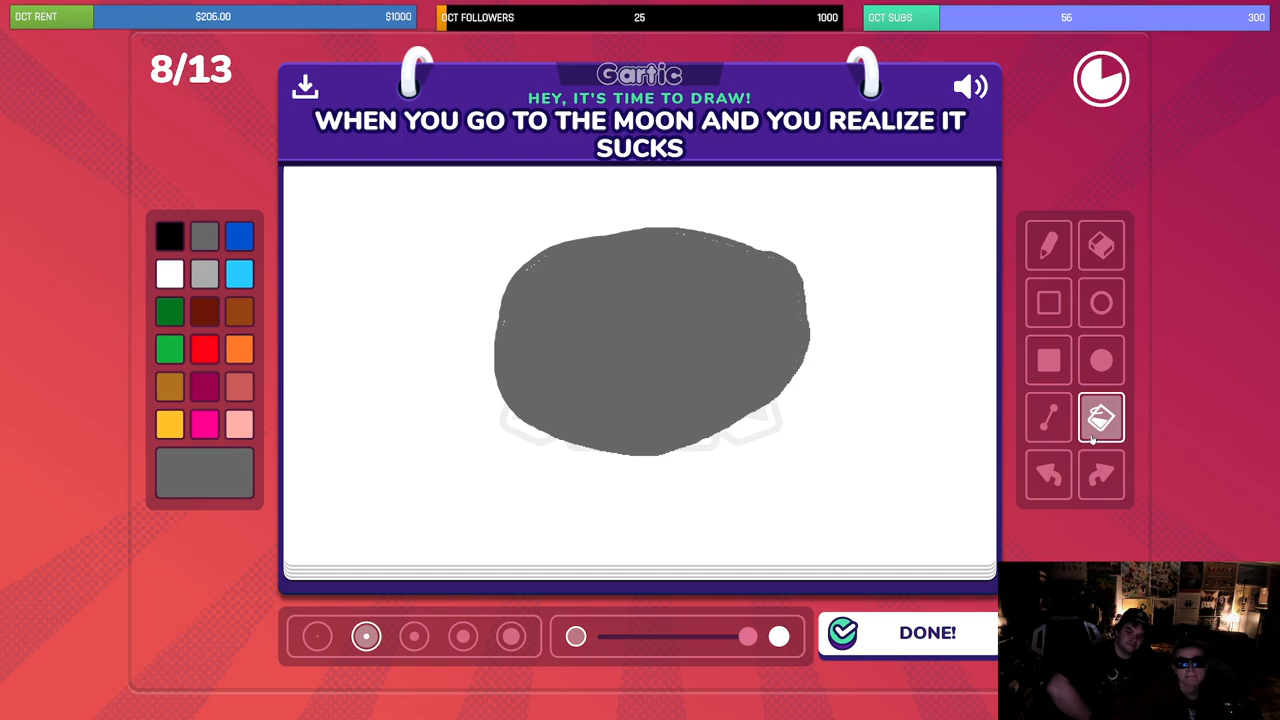 OCT RENT $206.00 $1000 OCT FOLLOWERS 25 1000 OCT SUBS 56 300
8/13
Gartic
HEY, IT'S TIME TO DRAW!
WHEN YOU GO TO THE MOON AND YOU REALIZE IT
SUCKS
DONE!